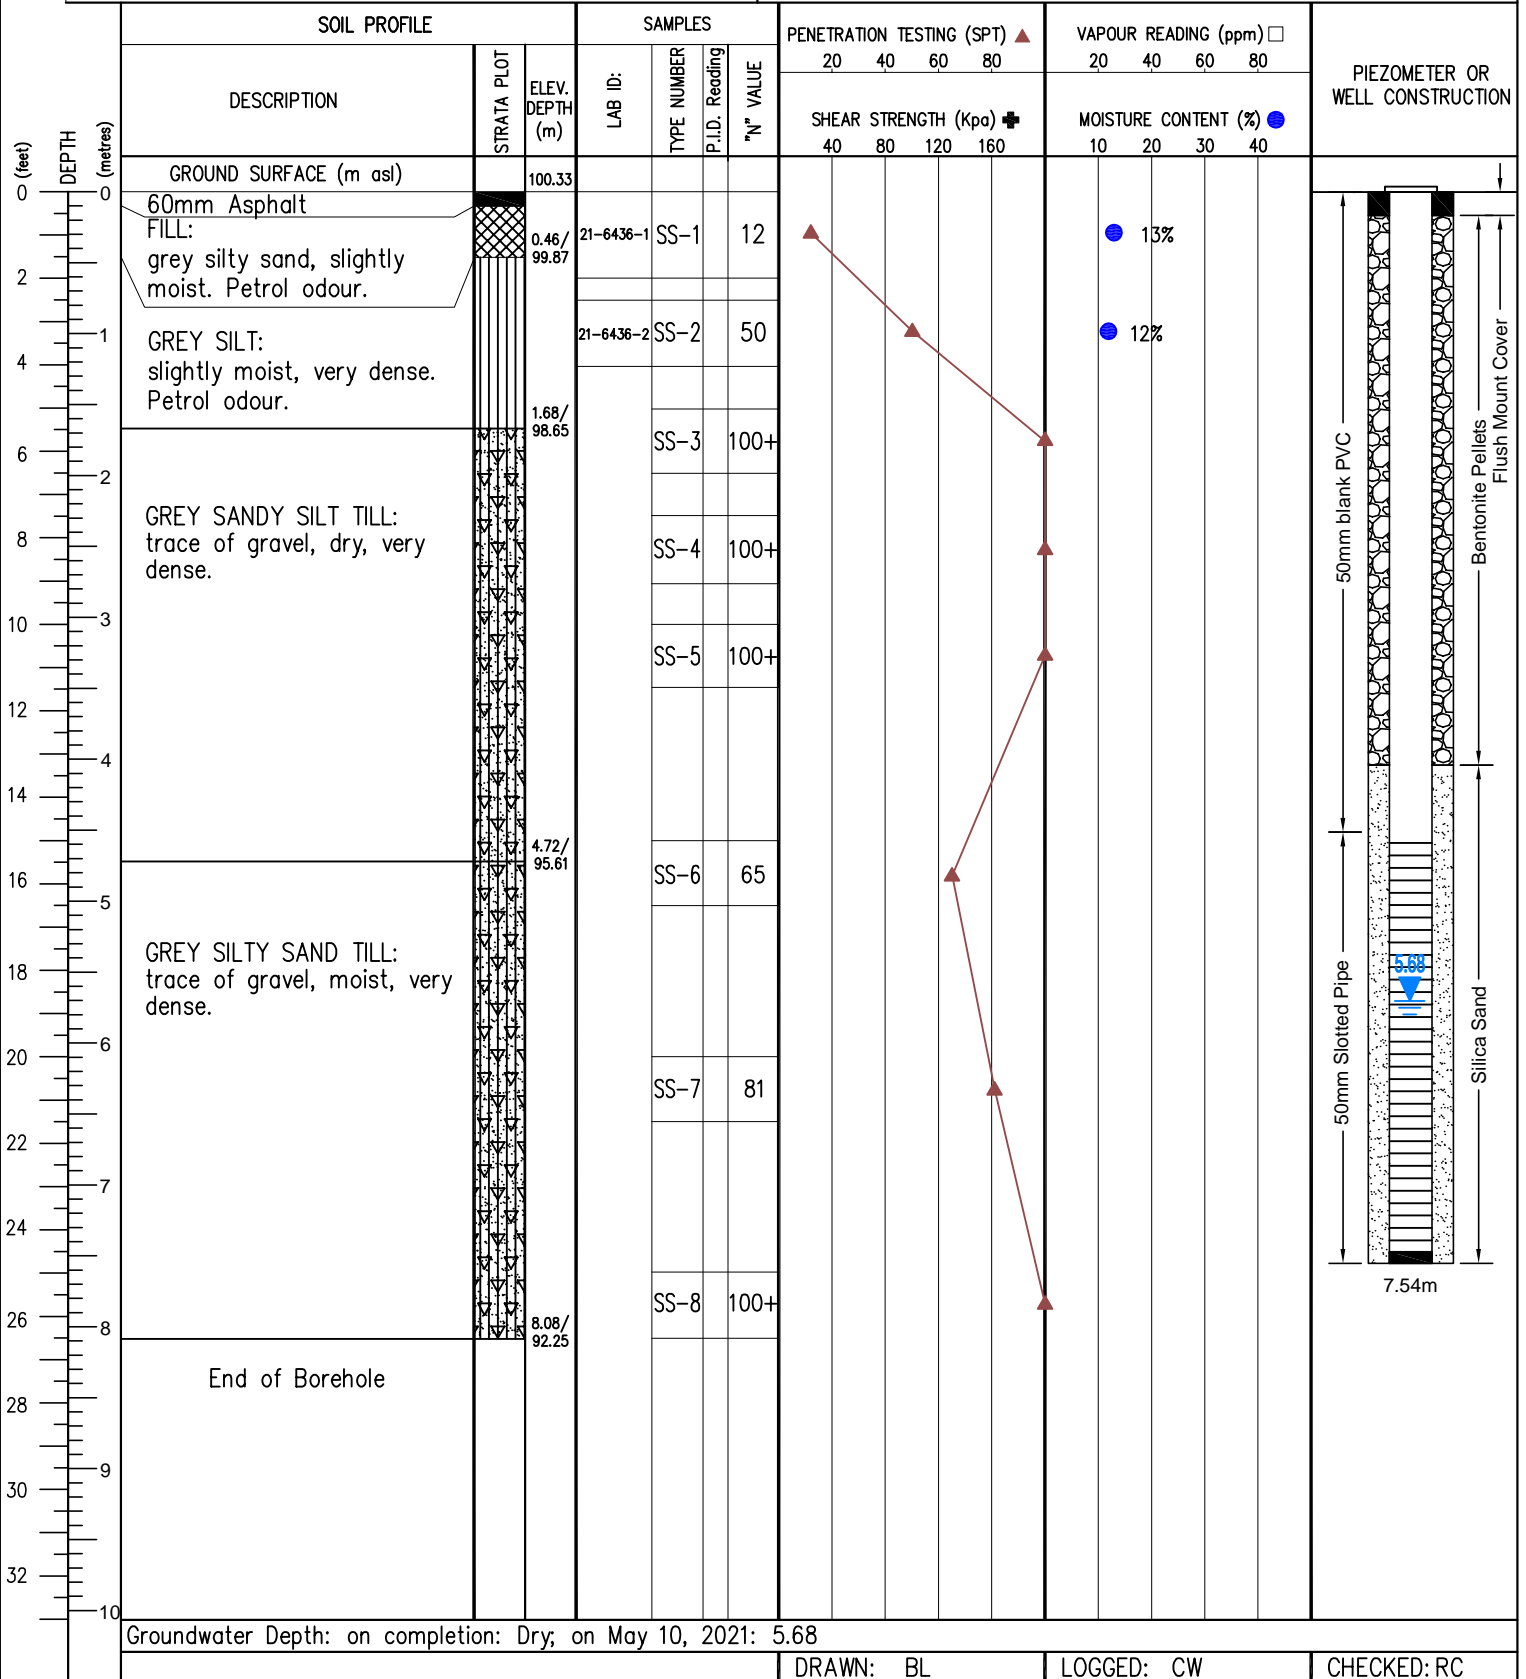 SOIL PROFILE
SAMPLES
PENETRATION TESTING (SPT)
20 40 60 80
VAPOUR READING (ppm)
20 40 60 80
PIEZOMETER OR
WELL CONSTRUCTION
DESCRIPTION
STRATA PLOT
ELEV.
DEPTH
(m)
LAB ID:
TYPE NUMBER
P.I.D. Reading
"N" VALUE
SHEAR STRENGTH (Kpa)
40 80 120 160
MOISTURE CONTENT (%)
10 20 30 40
(feet)
DEPTH
(metres)
GROUND SURFACE (m asl)
100.33
60mm Asphalt
FILL:
grey silty sand, slightly
moist. Petrol odour.
0.46/
99.87
21-6436-1 SS-1 12
13%
GREY SILT:
slightly moist, very dense.
Petrol odour.
21-6436-2 SS-2 50
12%
1.68/
98.65
SS-3 100+
GREY SANDY SILT TILL:
trace of gravel, dry, very
dense.
SS-4 100+
SS-5 100+
4.72/
95.61
SS-6 65
GREY SILTY SAND TILL:
trace of gravel, moist, very
dense.
SS-7 81
SS-8 100+
8.08/
92.25
End of Borehole
0
2
4
6
8
10
12
14
16
18
20
22
24
26
28
30
32
0
1
2
3
4
5
6
7
8
9
10
50mm blank PVC
50mm Slotted Pipe
Bentonite Pellets
Flush Mount Cover
Silica Sand
5.68
7.54m
Groundwater Depth: on completion: Dry; on May 10, 2021: 5.68
DRAWN: BL
LOGGED: CW
CHECKED: RC